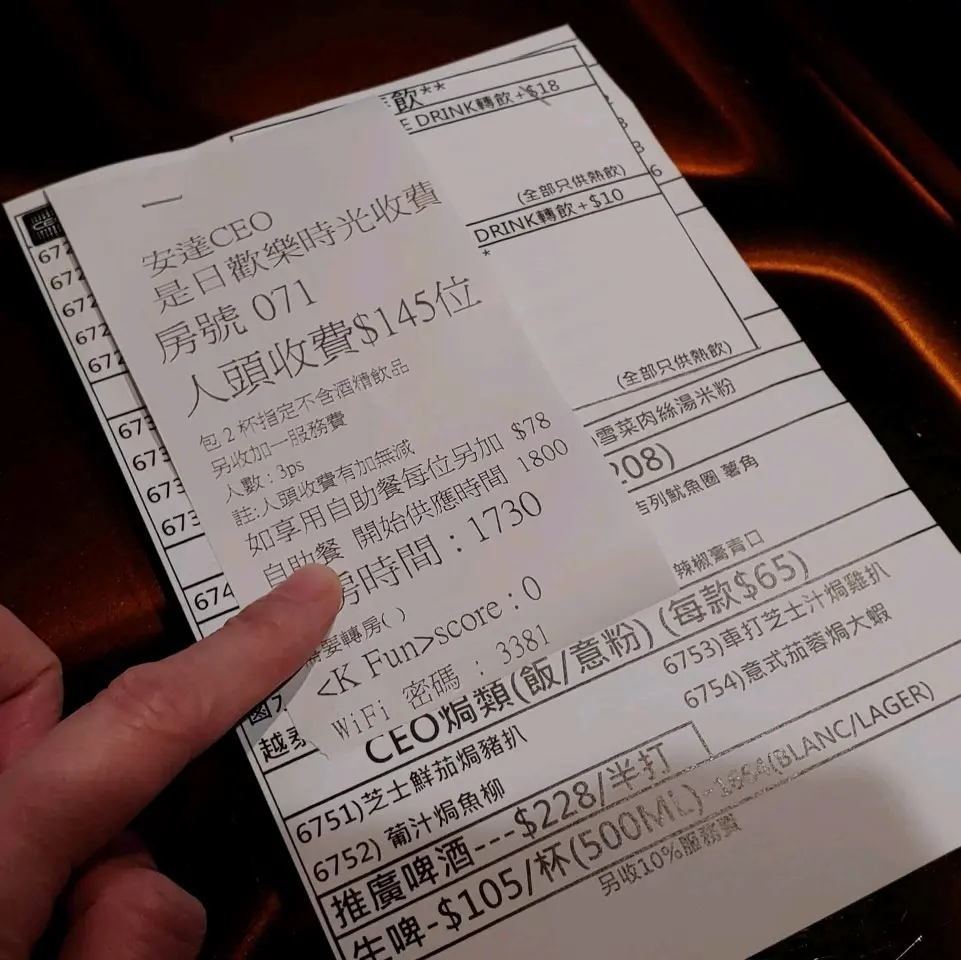 飲**
DRINK轉飲+$18
(全部只供熱飲)
DRINK轉飲+$10
*
(全部只供熱飲)
安達CEO
是日歡樂時光收費
房號 071
人頭收費$145位
包 2 杯指定不含酒精飲品
另收加一服務費
人數 : 3ps
註:人頭收費有加無減
如享用自助餐每位另加 $78
自助餐 開始供應時間 1800
時間 : 1730
要轉房( )
<K Fun>score : 0
WiFi 密碼 : 3381
雪菜肉絲湯米粉
208)
魷魚圈 薯角
辣椒膏青口
CEO焗類(飯/意粉) (每款$65)
6751)芝士鮮茄焗豬扒
6753)車打芝士汁焗雞扒
6752) 葡汁焗魚柳
6754)意式茄蓉焗大蝦
推廣啤酒---$228/半打
生啤-$105/杯(500ML)-1664(BLANC/LAGER)
另收10%服務費